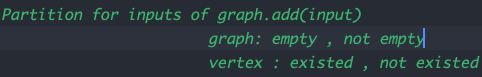 Partition for inputs of graph.add(input)
graph: empty , not empty
vertex : existed , not existed